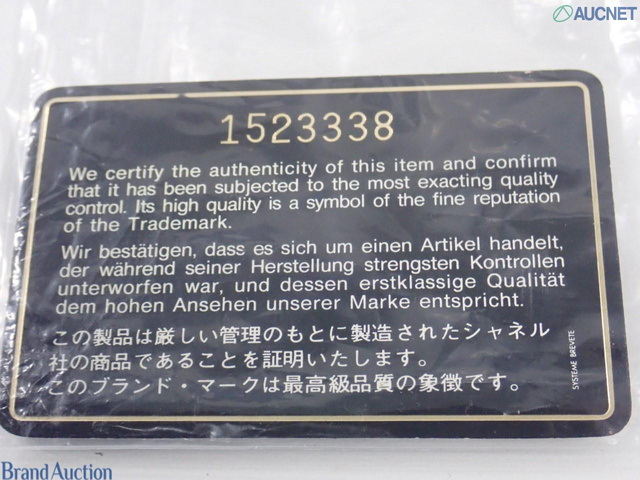 AUCNET
1523338
We certify the authenticity of this item and confirm
that it has been subjected to the most exacting quality
control. Its high quality is a symbol of the fine reputation
of the Trademark.
Wir bestätigen, dass es sich um einen Artikel handelt,
der während seiner Herstellung strengsten Kontrollen
unterworfen war, und dessen erstklassige Qualität
dem hohen Ansehen unserer Marke entspricht.
この製品は厳しい管理のもとに製造されたシャネル
社の商品であることを証明いたします。
このブランド・マークは最高級品質の象徴です。
SYSTEME BREVETE
Brand Auction